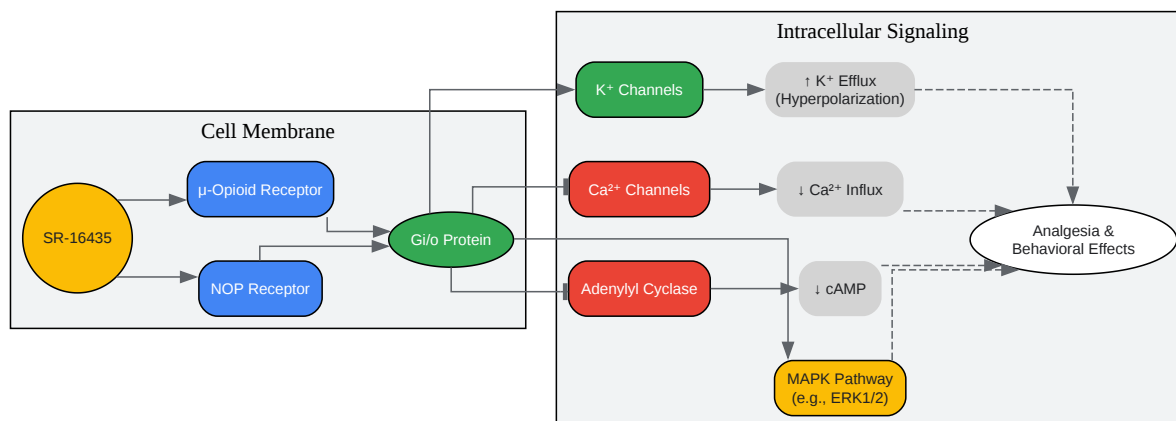 Intracellular Signaling
K⁺ Channels
↑ K⁺ Efflux
(Hyperpolarization)
Cell Membrane
SR-16435
μ-Opioid Receptor
NOP Receptor
Gi/o Protein
Ca²⁺ Channels
↓ Ca²⁺ Influx
Adenylyl Cyclase
↓ cAMP
MAPK Pathway
(e.g., ERK1/2)
Analgesia &
Behavioral Effects